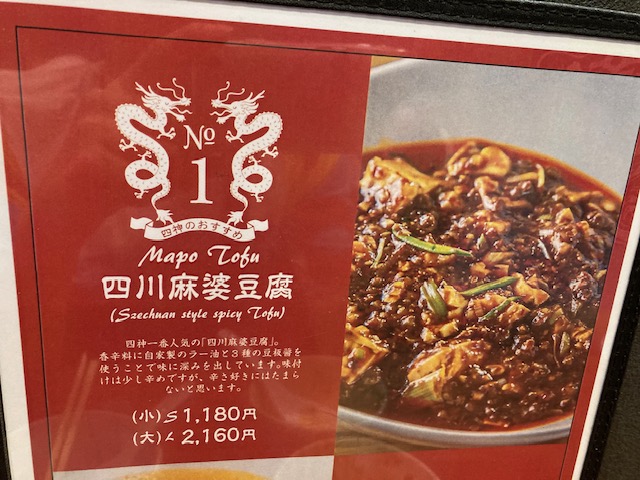 No
1
四神のおすすめ
Mapo Tofu
四川麻婆豆腐
(Szechuan style spicy Tofu)
四神一番人気の「四川麻婆豆腐」。
香辛料に自家製のラー油と3種の豆板醤を
使うことで味に深みを出しています。味付
けは少し辛めですが、辛さ好きにはたまら
ないと思います。
(小) S 1,180円
(大) L 2,160円